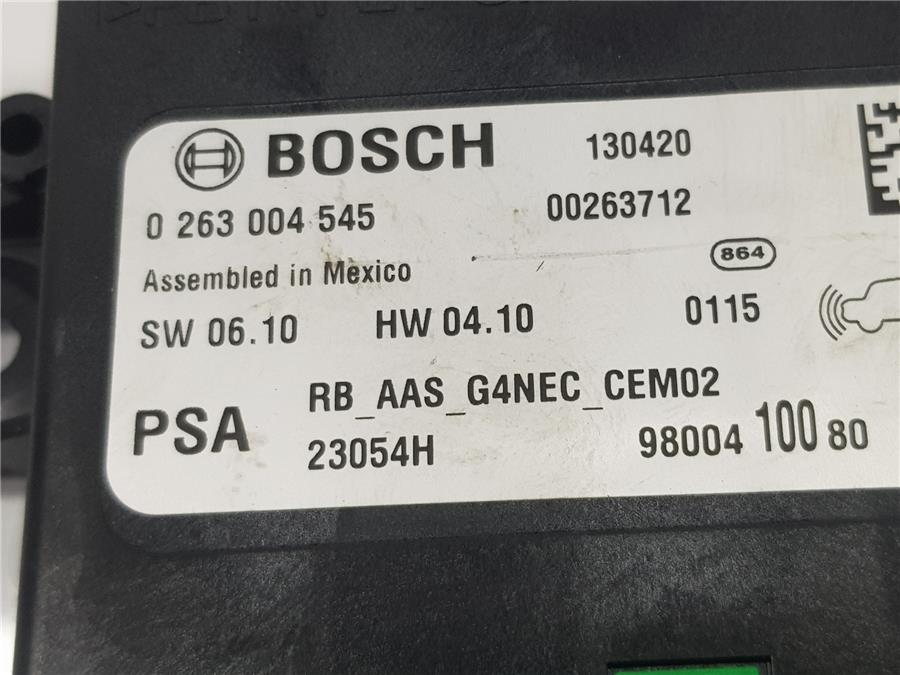 BOSCH 130420
0 263 004 545 00263712
Assembled in Mexico 864
SW 06.10 HW 04.10 0115
RB_AAS_G4NEC_CEM02
PSA 23054H 98004 100 80